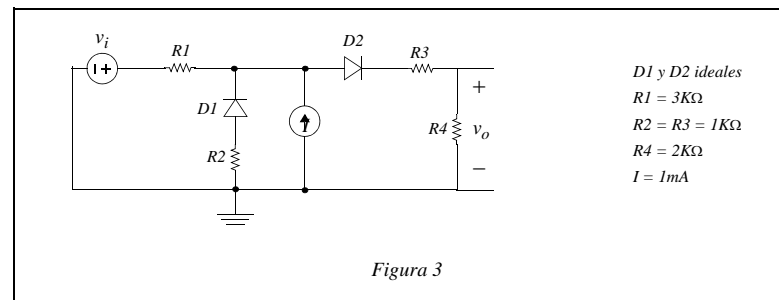 v_i
R1
D2
R3
D1
R2
I
R4
+
v_o
−
D1 y D2 ideales
R1 = 3KΩ
R2 = R3 = 1KΩ
R4 = 2KΩ
I = 1mA
Figura 3